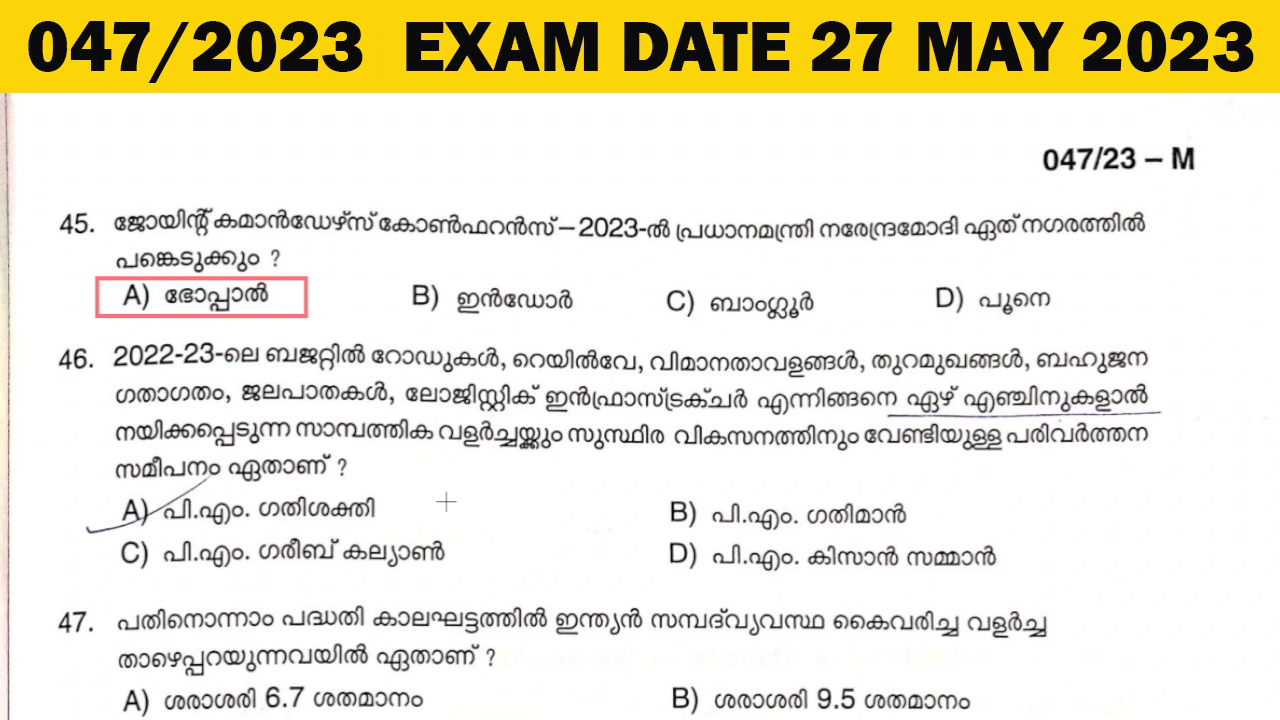 047/2023 EXAM DATE 27 MAY 2023
047/23 – M
45. ജോയിന്റ് കമാൻഡേഴ്സ് കോൺഫറൻസ് – 2023-ൽ പ്രധാനമന്ത്രി നരേന്ദ്രമോദി ഏത് നഗരത്തിൽ
പങ്കെടുക്കും ?
A) ഭോപ്പാൽ B) ഇൻഡോർ C) ബാംഗ്ലൂർ D) പൂനെ
46. 2022-23-ലെ ബജറ്റിൽ റോഡുകൾ, റെയിൽവേ, വിമാനതാവളങ്ങൾ, തുറമുഖങ്ങൾ, ബഹുജന
ഗതാഗതം, ജലപാതകൾ, ലോജിസ്റ്റിക് ഇൻഫ്രാസ്ട്രക്ചർ എന്നിങ്ങനെ ഏഴ് എഞ്ചിനുകളാൽ
നയിക്കപ്പെടുന്ന സാമ്പത്തിക വളർച്ചയ്ക്കും സുസ്ഥിര വികസനത്തിനും വേണ്ടിയുള്ള പരിവർത്തന
സമീപനം ഏതാണ് ?
A) പി.എം. ഗതിശക്തി B) പി.എം. ഗതിമാൻ
C) പി.എം. ഗരീബ് കല്യാൺ D) പി.എം. കിസാൻ സമ്മാൻ
47. പതിനൊന്നാം പദ്ധതി കാലഘട്ടത്തിൽ ഇന്ത്യൻ സമ്പദ്‌വ്യവസ്ഥ കൈവരിച്ച വളർച്ച
താഴെപ്പറയുന്നവയിൽ ഏതാണ് ?
A) ശരാശരി 6.7 ശതമാനം B) ശരാശരി 9.5 ശതമാനം